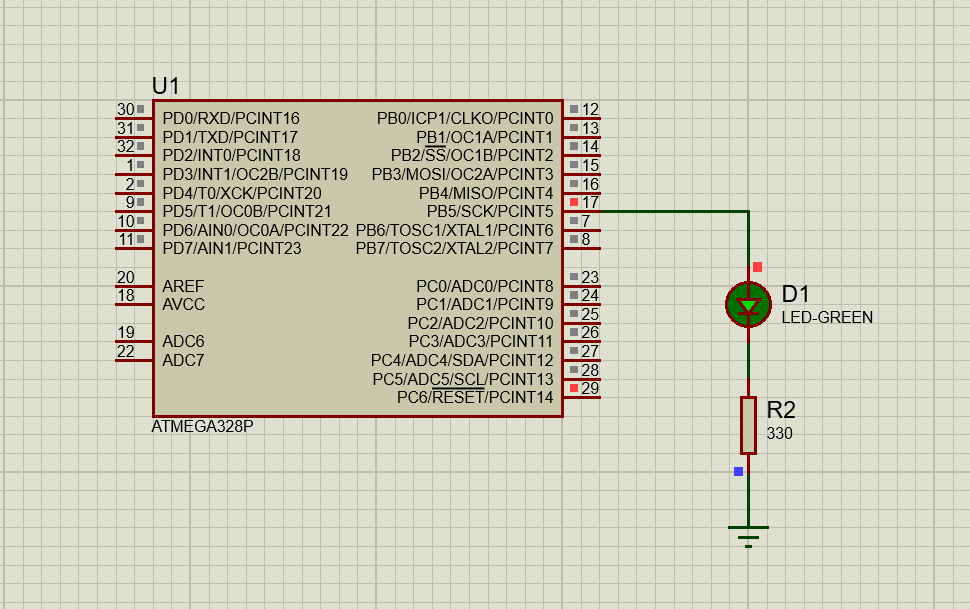 U1
30 PD0/RXD/PCINT16 PB0/ICP1/CLKO/PCINT0 12
31 PD1/TXD/PCINT17 PB1/OC1A/PCINT1 13
32 PD2/INT0/PCINT18 PB2/SS/OC1B/PCINT2 14
1 PD3/INT1/OC2B/PCINT19 PB3/MOSI/OC2A/PCINT3 15
2 PD4/T0/XCK/PCINT20 PB4/MISO/PCINT4 16
9 PD5/T1/OC0B/PCINT21 PB5/SCK/PCINT5 17
10 PD6/AIN0/OC0A/PCINT22 PB6/TOSC1/XTAL1/PCINT6 7
11 PD7/AIN1/PCINT23 PB7/TOSC2/XTAL2/PCINT7 8
20 AREF PC0/ADC0/PCINT8 23
18 AVCC PC1/ADC1/PCINT9 24
PC2/ADC2/PCINT10 25
19 ADC6 PC3/ADC3/PCINT11 26
22 ADC7 PC4/ADC4/SDA/PCINT12 27
PC5/ADC5/SCL/PCINT13 28
PC6/RESET/PCINT14 29
ATMEGA328P
D1
LED-GREEN
R2
330